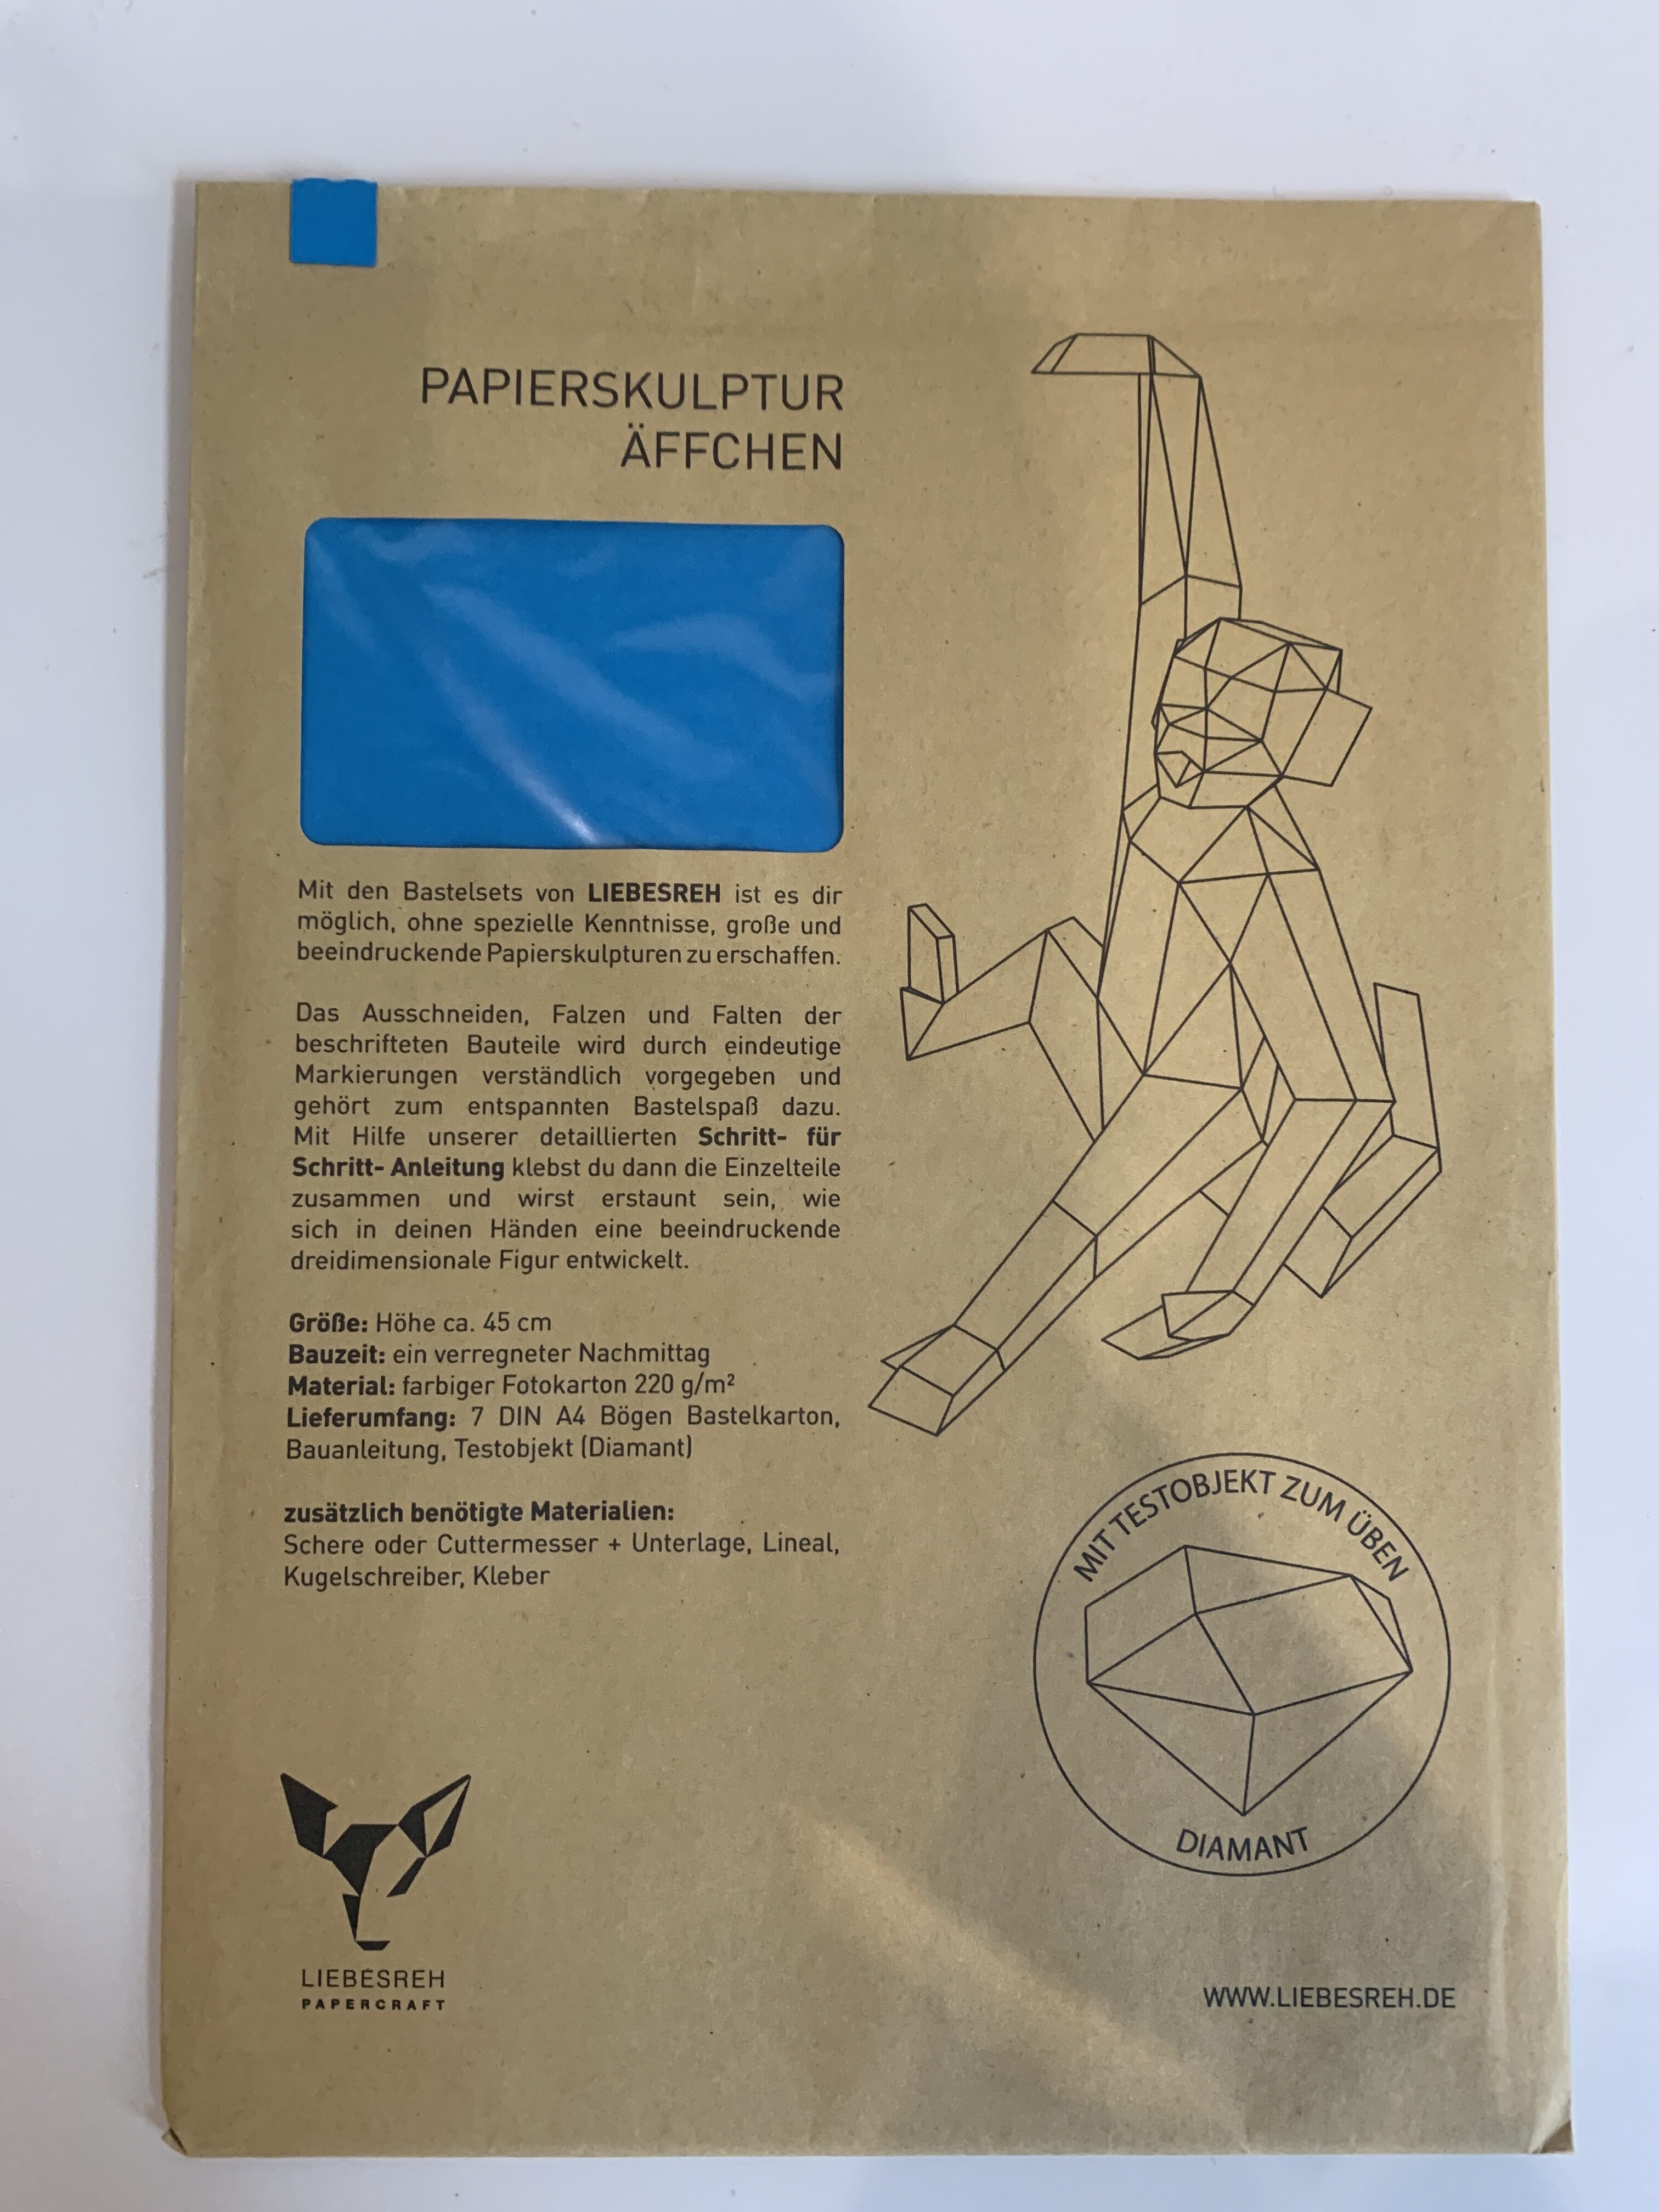 PAPIERSKULPTUR
ÄFFCHEN
Mit den Bastelsets von LIEBESREH ist es dir
möglich, ohne spezielle Kenntnisse, große und
beeindruckende Papierskulpturen zu erschaffen.
Das Ausschneiden, Falzen und Falten der
beschrifteten Bauteile wird durch eindeutige
Markierungen verständlich vorgegeben und
gehört zum entspannten Bastelspaß dazu.
Mit Hilfe unserer detaillierten Schritt- für
Schritt- Anleitung klebst du dann die Einzelteile
zusammen und wirst erstaunt sein, wie
sich in deinen Händen eine beeindruckende
dreidimensionale Figur entwickelt.
Größe: Höhe ca. 45 cm
Bauzeit: ein verregneter Nachmittag
Material: farbiger Fotokarton 220 g/m²
Lieferumfang: 7 DIN A4 Bögen Bastelkarton,
Bauanleitung, Testobjekt (Diamant)
zusätzlich benötigte Materialien:
Schere oder Cuttermesser + Unterlage, Lineal,
Kugelschreiber, Kleber
MIT TESTOBJEKT ZUM ÜBEN
DIAMANT
LIEBESREH
PAPERCRAFT
WWW.LIEBESREH.DE